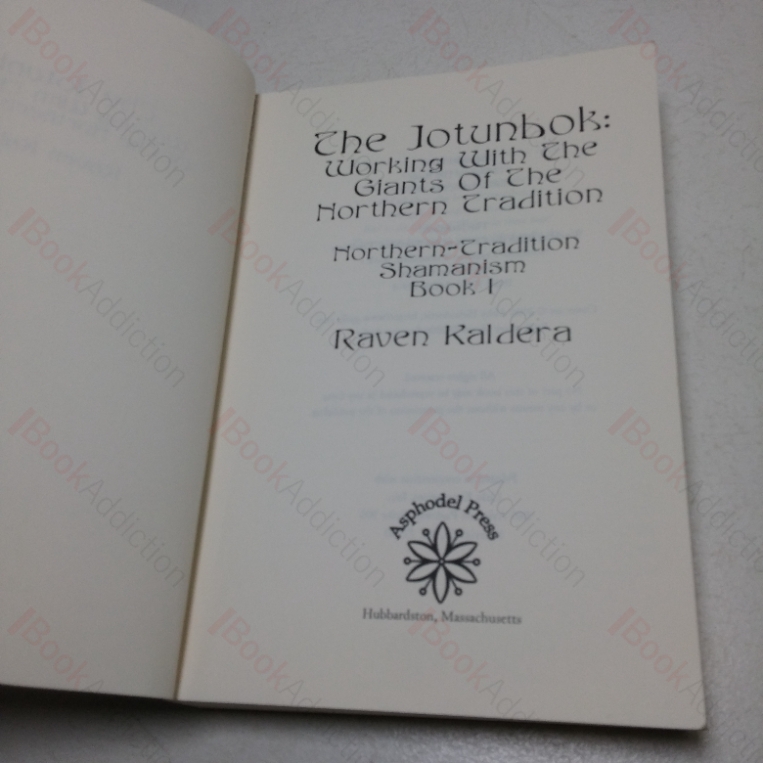 The Jotunbok:
Working With The
Giants Of The
Northern Tradition
Northern-Tradition
Shamanism
Book I
Raven Kaldera
Asphodel Press
Hubbardston, Massachusetts
BookAddiction